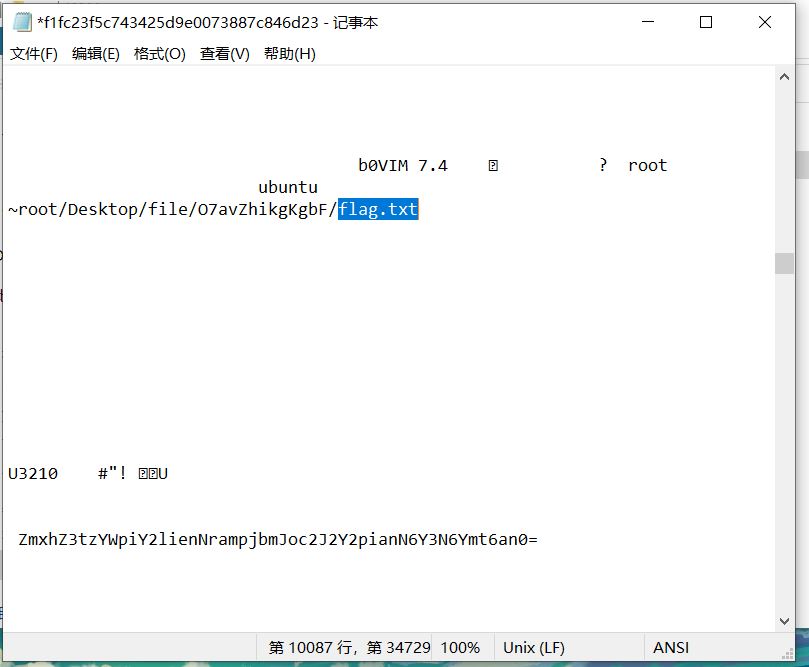 *f1fc23f5c743425d9e0073887c846d23 - 记事本
文件(F) 编辑(E) 格式(O) 查看(V) 帮助(H)
b0VIM 7.4 ? root
ubuntu
~root/Desktop/file/O7avZhikgKgbF/flag.txt
U3210 #"! U
ZmxhZ3tzYWpiY2lienNrampjbmJoc2J2Y2pianN6Y3N6Ymt6an0=
第 10087 行，第 34729 100% Unix (LF) ANSI